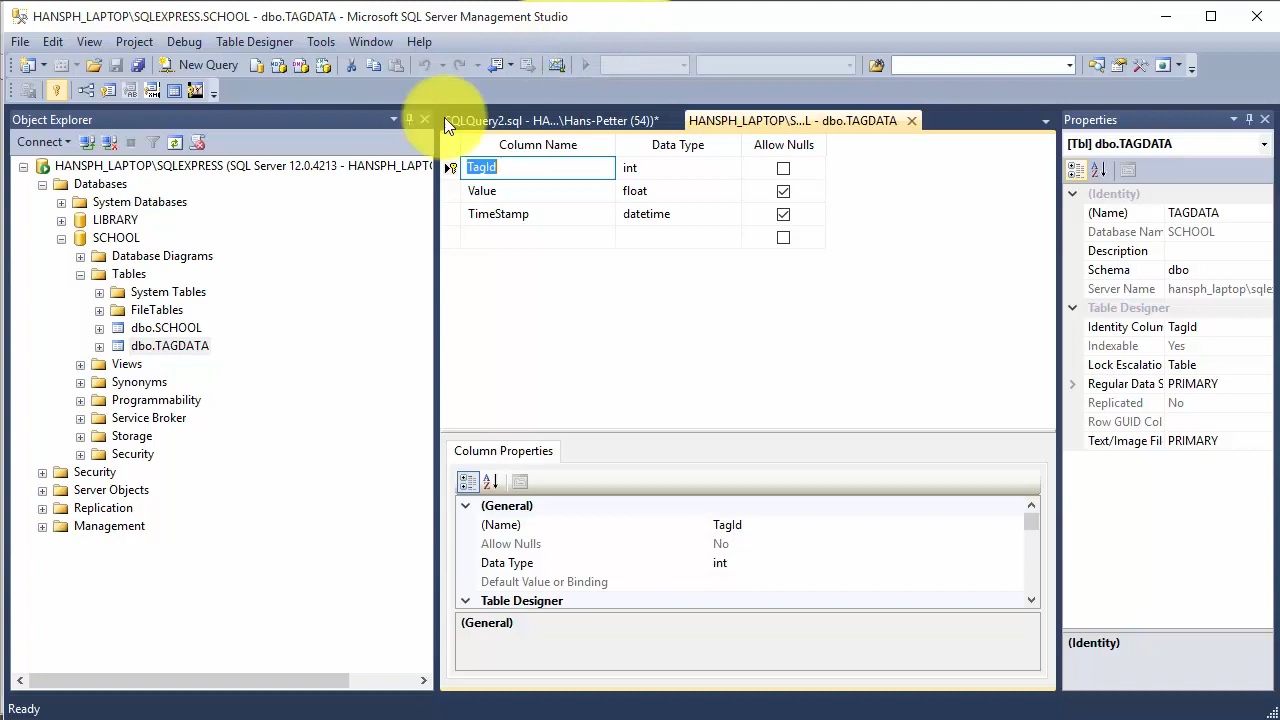 HANSPH_LAPTOP\SQLEXPRESS.SCHOOL - dbo.TAGDATA - Microsoft SQL Server Management Studio
File Edit View Project Debug Table Designer Tools Window Help
New Query
Object Explorer
Connect
HANSPH_LAPTOP\SQLEXPRESS (SQL Server 12.0.4213 - HANSPH_LAPTO
Databases
System Databases
LIBRARY
SCHOOL
Database Diagrams
Tables
System Tables
FileTables
dbo.SCHOOL
dbo.TAGDATA
Views
Synonyms
Programmability
Service Broker
Storage
Security
Security
Server Objects
Replication
Management
QLQuery2.sql - HA...\Hans-Petter (54))*
HANSPH_LAPTOP\S...L - dbo.TAGDATA
Column Name Data Type Allow Nulls
TagId int
Value float
TimeStamp datetime
Column Properties
(General)
(Name) TagId
Allow Nulls No
Data Type int
Default Value or Binding
Table Designer
(General)
Properties
[Tbl] dbo.TAGDATA
(Identity)
(Name) TAGDATA
Database Nam SCHOOL
Description
Schema dbo
Server Name hansph_laptop\sqlex
Table Designer
Identity Colum TagId
Indexable Yes
Lock Escalatio Table
Regular Data S PRIMARY
Replicated No
Row GUID Col
Text/Image Fil PRIMARY
(Identity)
Ready